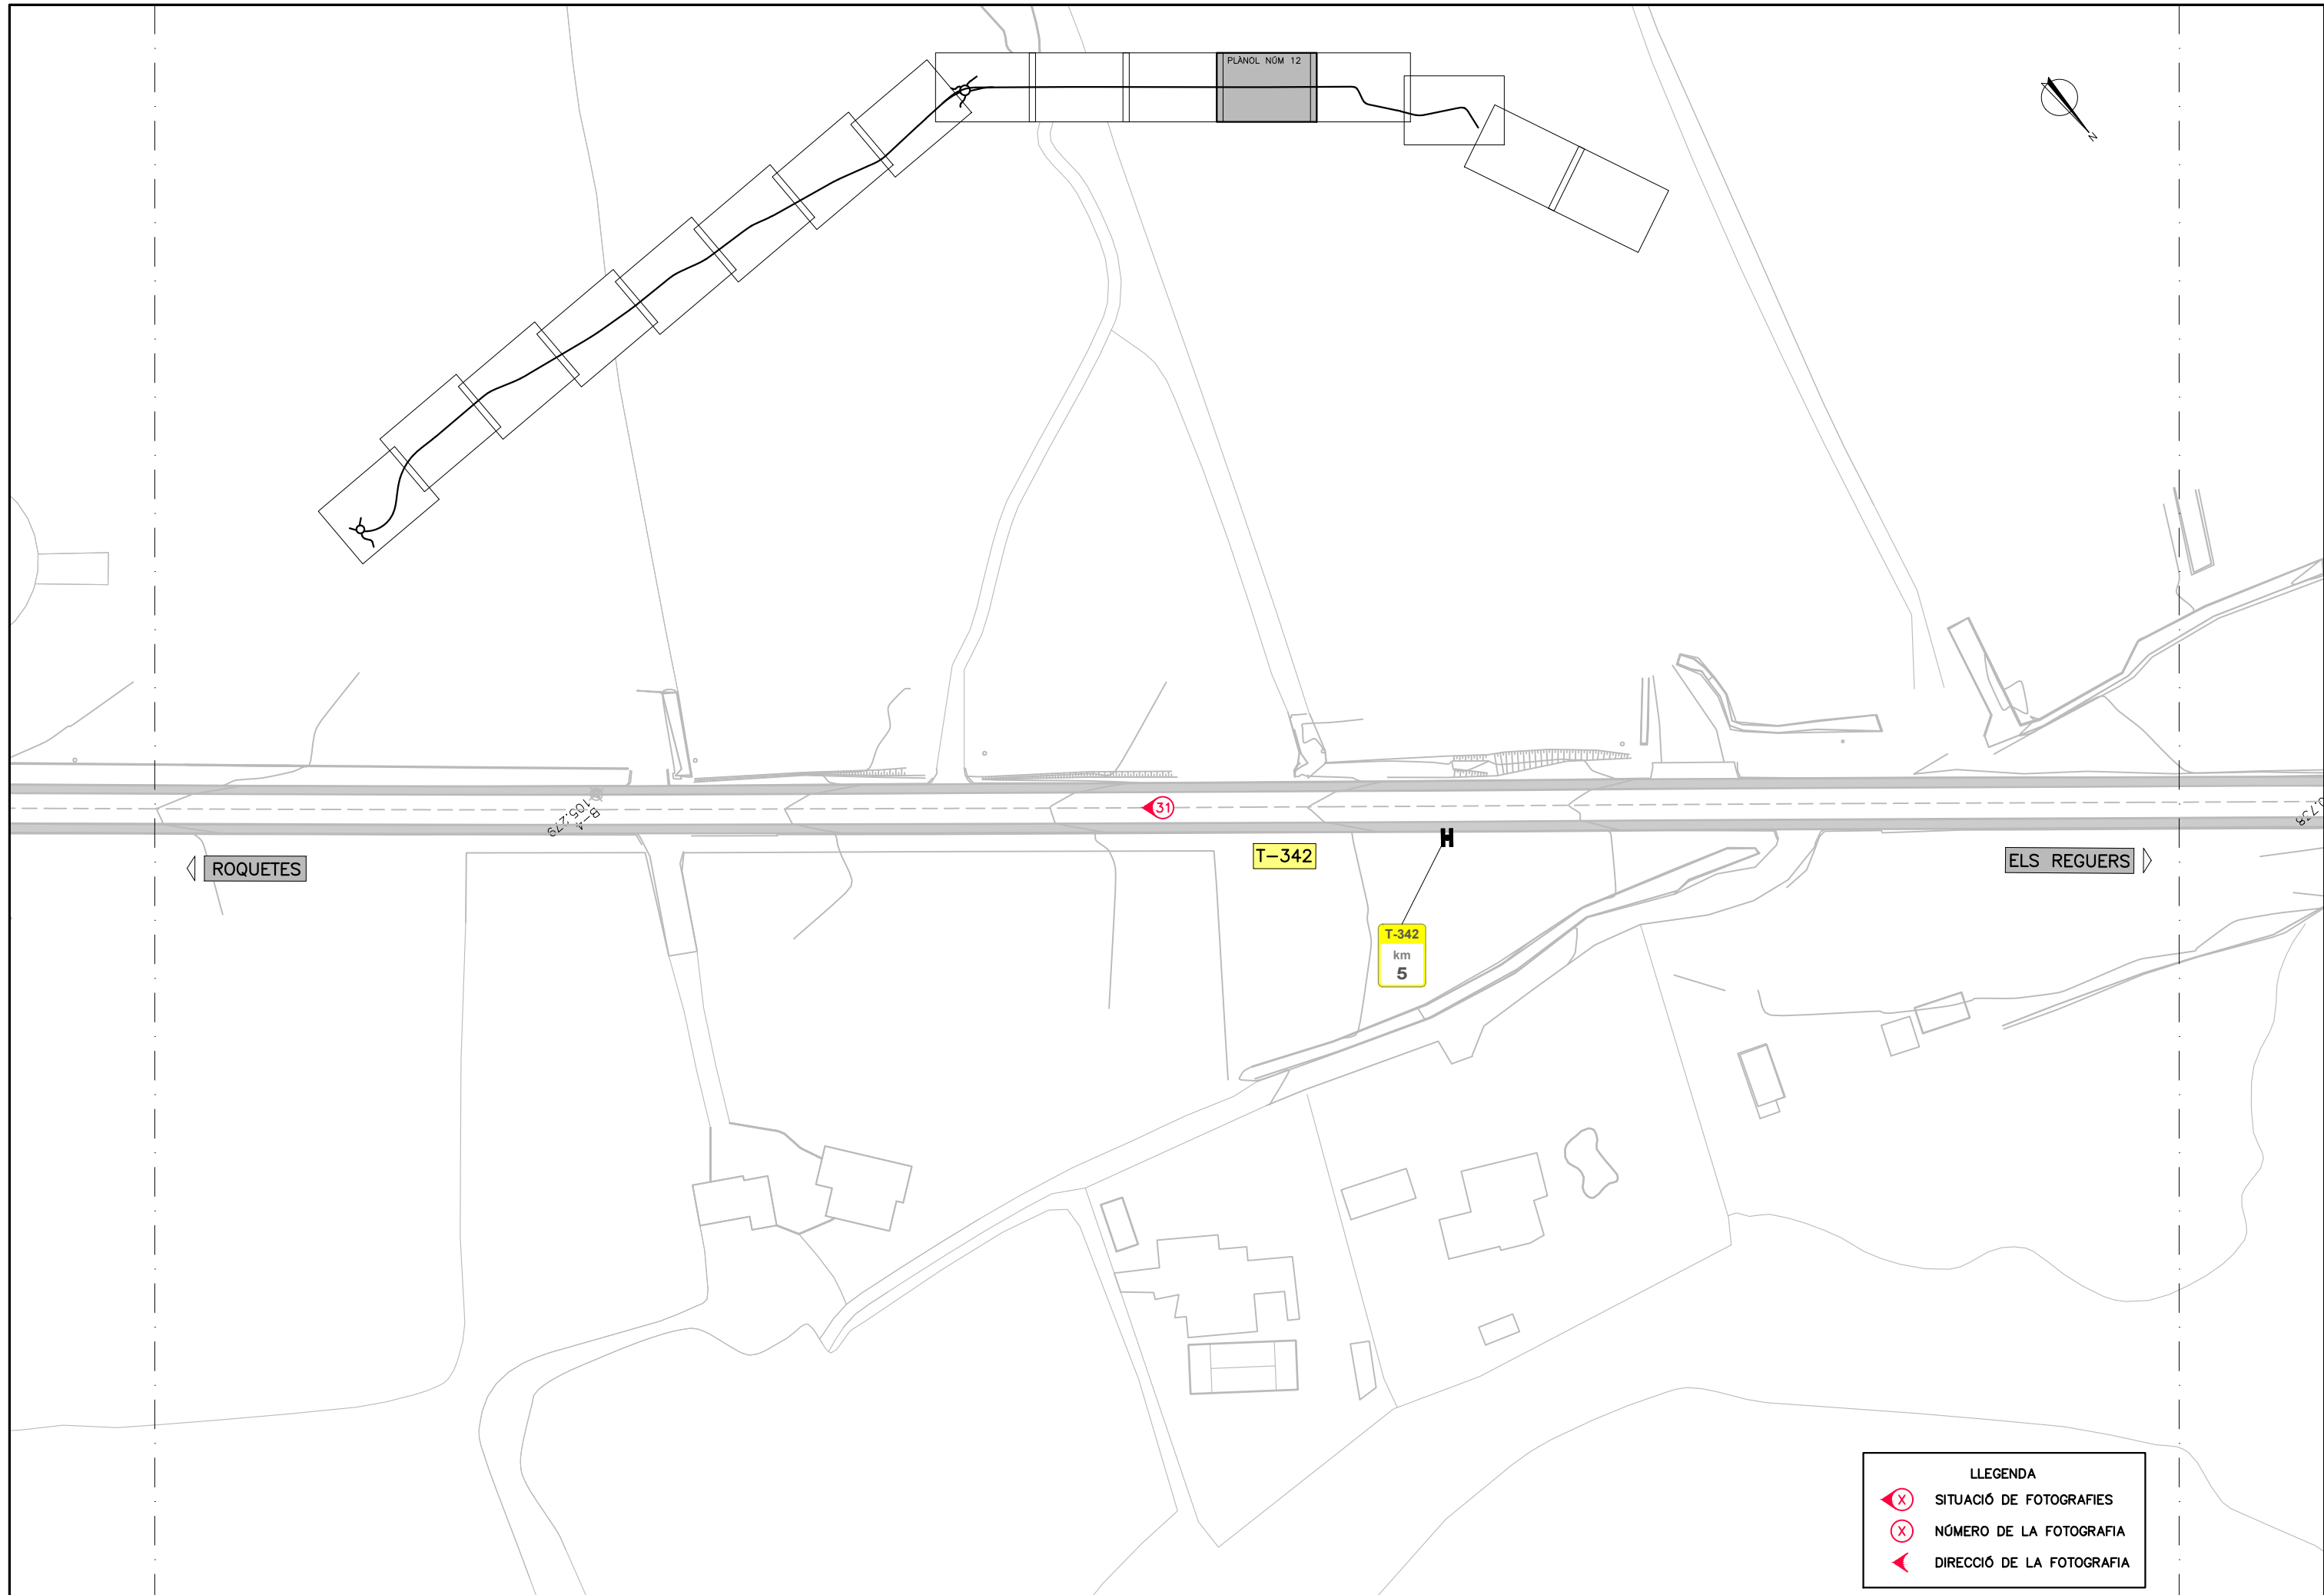 PLÀNOL NÚM 12
N
B-4
105.279
31
T-342
ROQUETES
ELS REGUERS
T-342
km
5
LLEGENDA
X SITUACIÓ DE FOTOGRAFIES
X NÚMERO DE LA FOTOGRAFIA
DIRECCIÓ DE LA FOTOGRAFIA